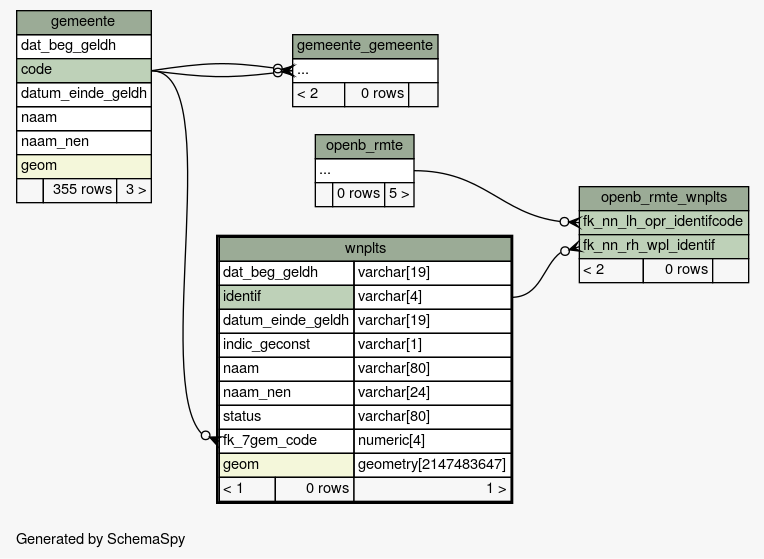 gemeente
dat_beg_geldh
code
datum_einde_geldh
naam
naam_nen
geom
355 rows 3 >
gemeente_gemeente
...
< 2 0 rows
openb_rmte
...
0 rows 5 >
openb_rmte_wnplts
fk_nn_lh_opr_identifcode
fk_nn_rh_wpl_identif
< 2 0 rows
wnplts
dat_beg_geldh varchar[19]
identif varchar[4]
datum_einde_geldh varchar[19]
indic_geconst varchar[1]
naam varchar[80]
naam_nen varchar[24]
status varchar[80]
fk_7gem_code numeric[4]
geom geometry[2147483647]
< 1 0 rows 1 >
Generated by SchemaSpy